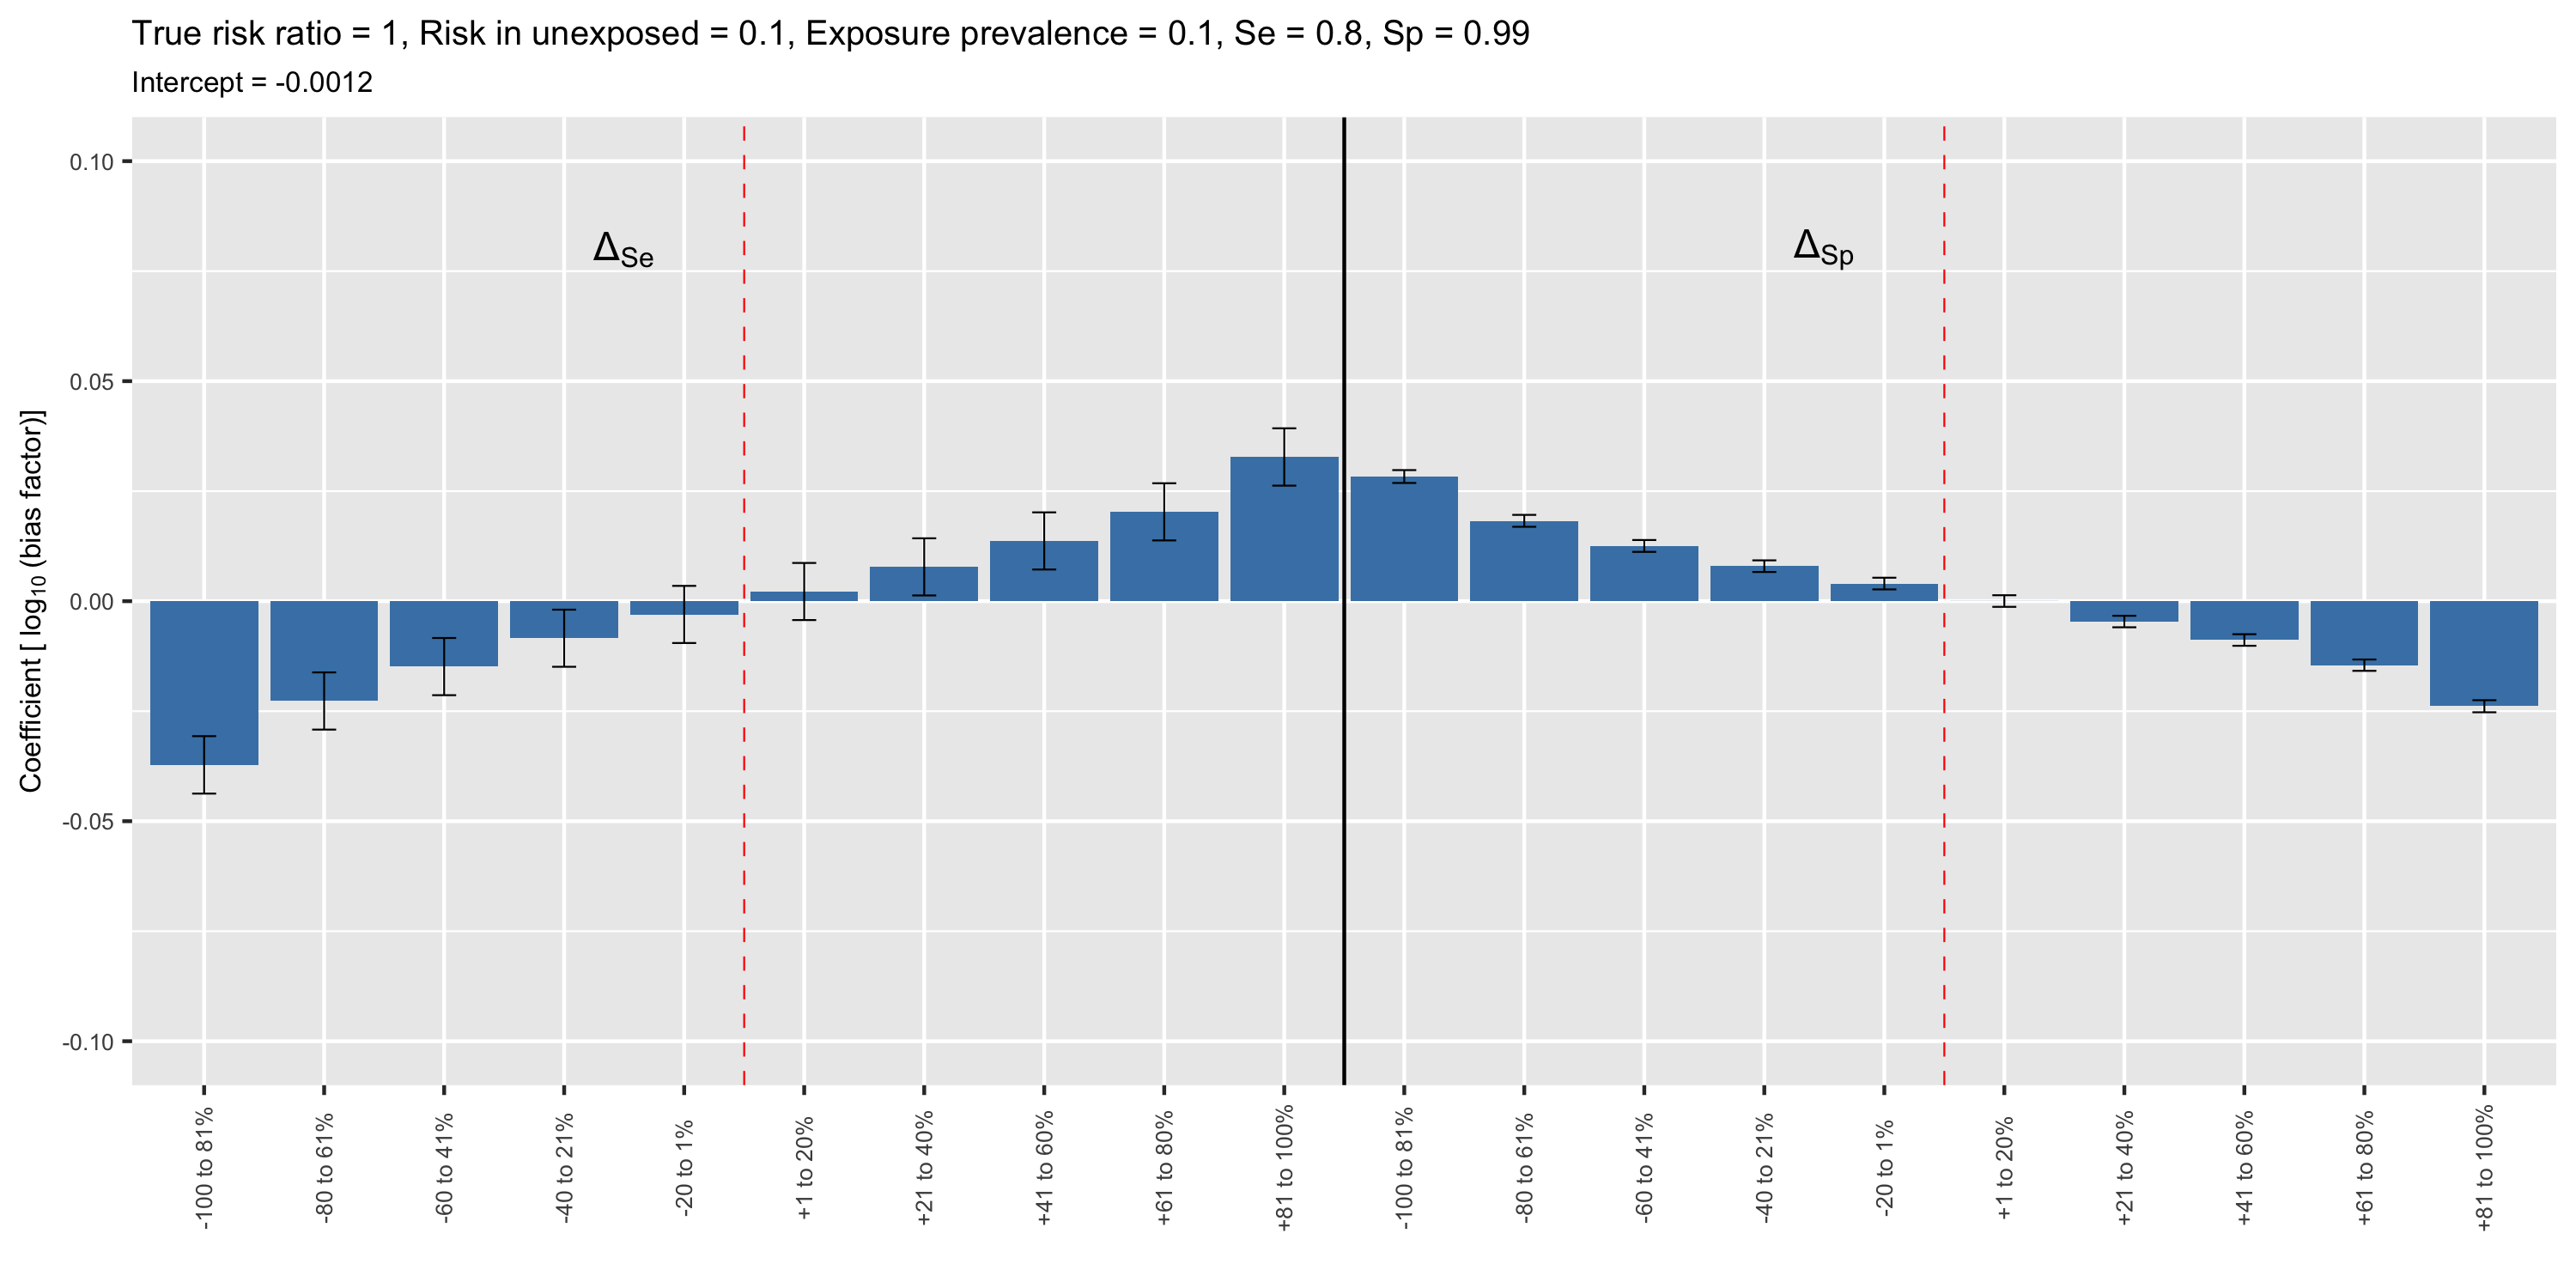 True risk ratio = 1, Risk in unexposed = 0.1, Exposure prevalence = 0.1, Se = 0.8, Sp = 0.99
Intercept = -0.0012
Coefficient [ log10 (bias factor)]
0.10
0.05
0.00
-0.05
-0.10
ΔSe
ΔSp
-100 to 81%
-80 to 61%
-60 to 41%
-40 to 21%
-20 to 1%
+1 to 20%
+21 to 40%
+41 to 60%
+61 to 80%
+81 to 100%
-100 to 81%
-80 to 61%
-60 to 41%
-40 to 21%
-20 to 1%
+1 to 20%
+21 to 40%
+41 to 60%
+61 to 80%
+81 to 100%